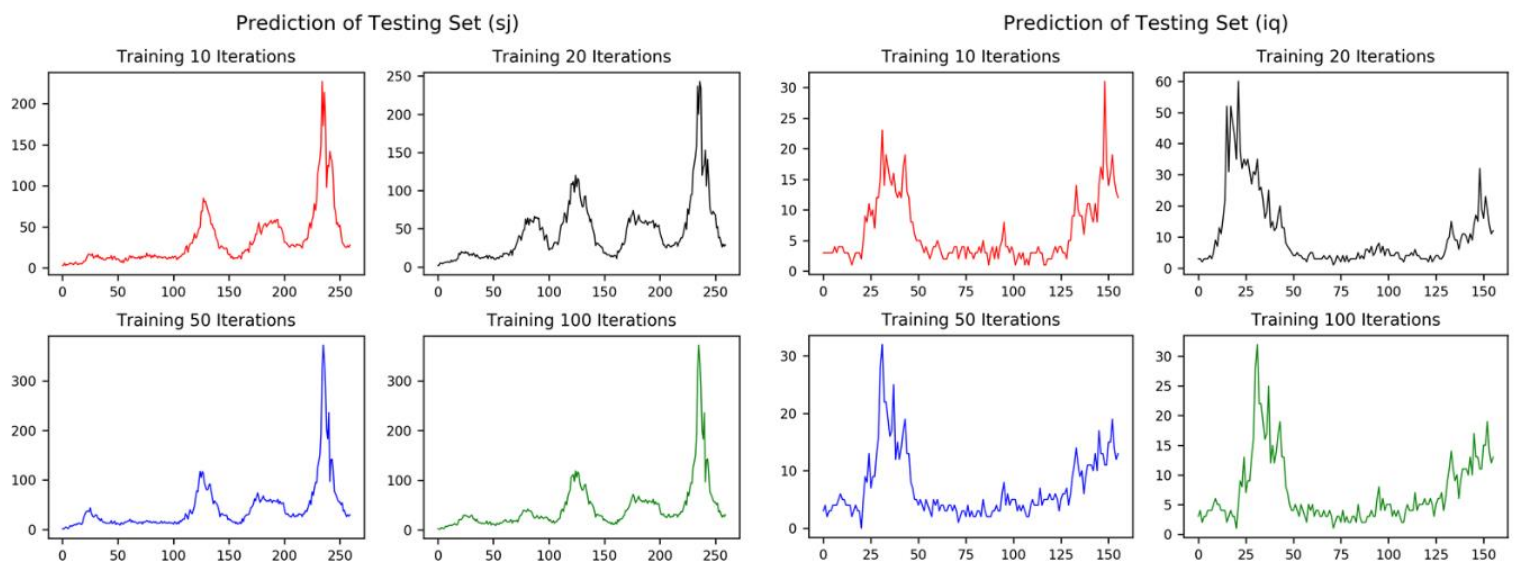 Prediction of Testing Set (sj)
Training 10 Iterations
200
150
100
50
0
0 50 100 150 200 250
Training 20 Iterations
250
200
150
100
50
0
0 50 100 150 200 250
Training 50 Iterations
300
200
100
0
0 50 100 150 200 250
Training 100 Iterations
300
200
100
0
0 50 100 150 200 250
Prediction of Testing Set (iq)
Training 10 Iterations
30
25
20
15
10
5
0
0 25 50 75 100 125 150
Training 20 Iterations
60
50
40
30
20
10
0
0 25 50 75 100 125 150
Training 50 Iterations
30
20
10
0
0 25 50 75 100 125 150
Training 100 Iterations
30
25
20
15
10
5
0
0 25 50 75 100 125 150